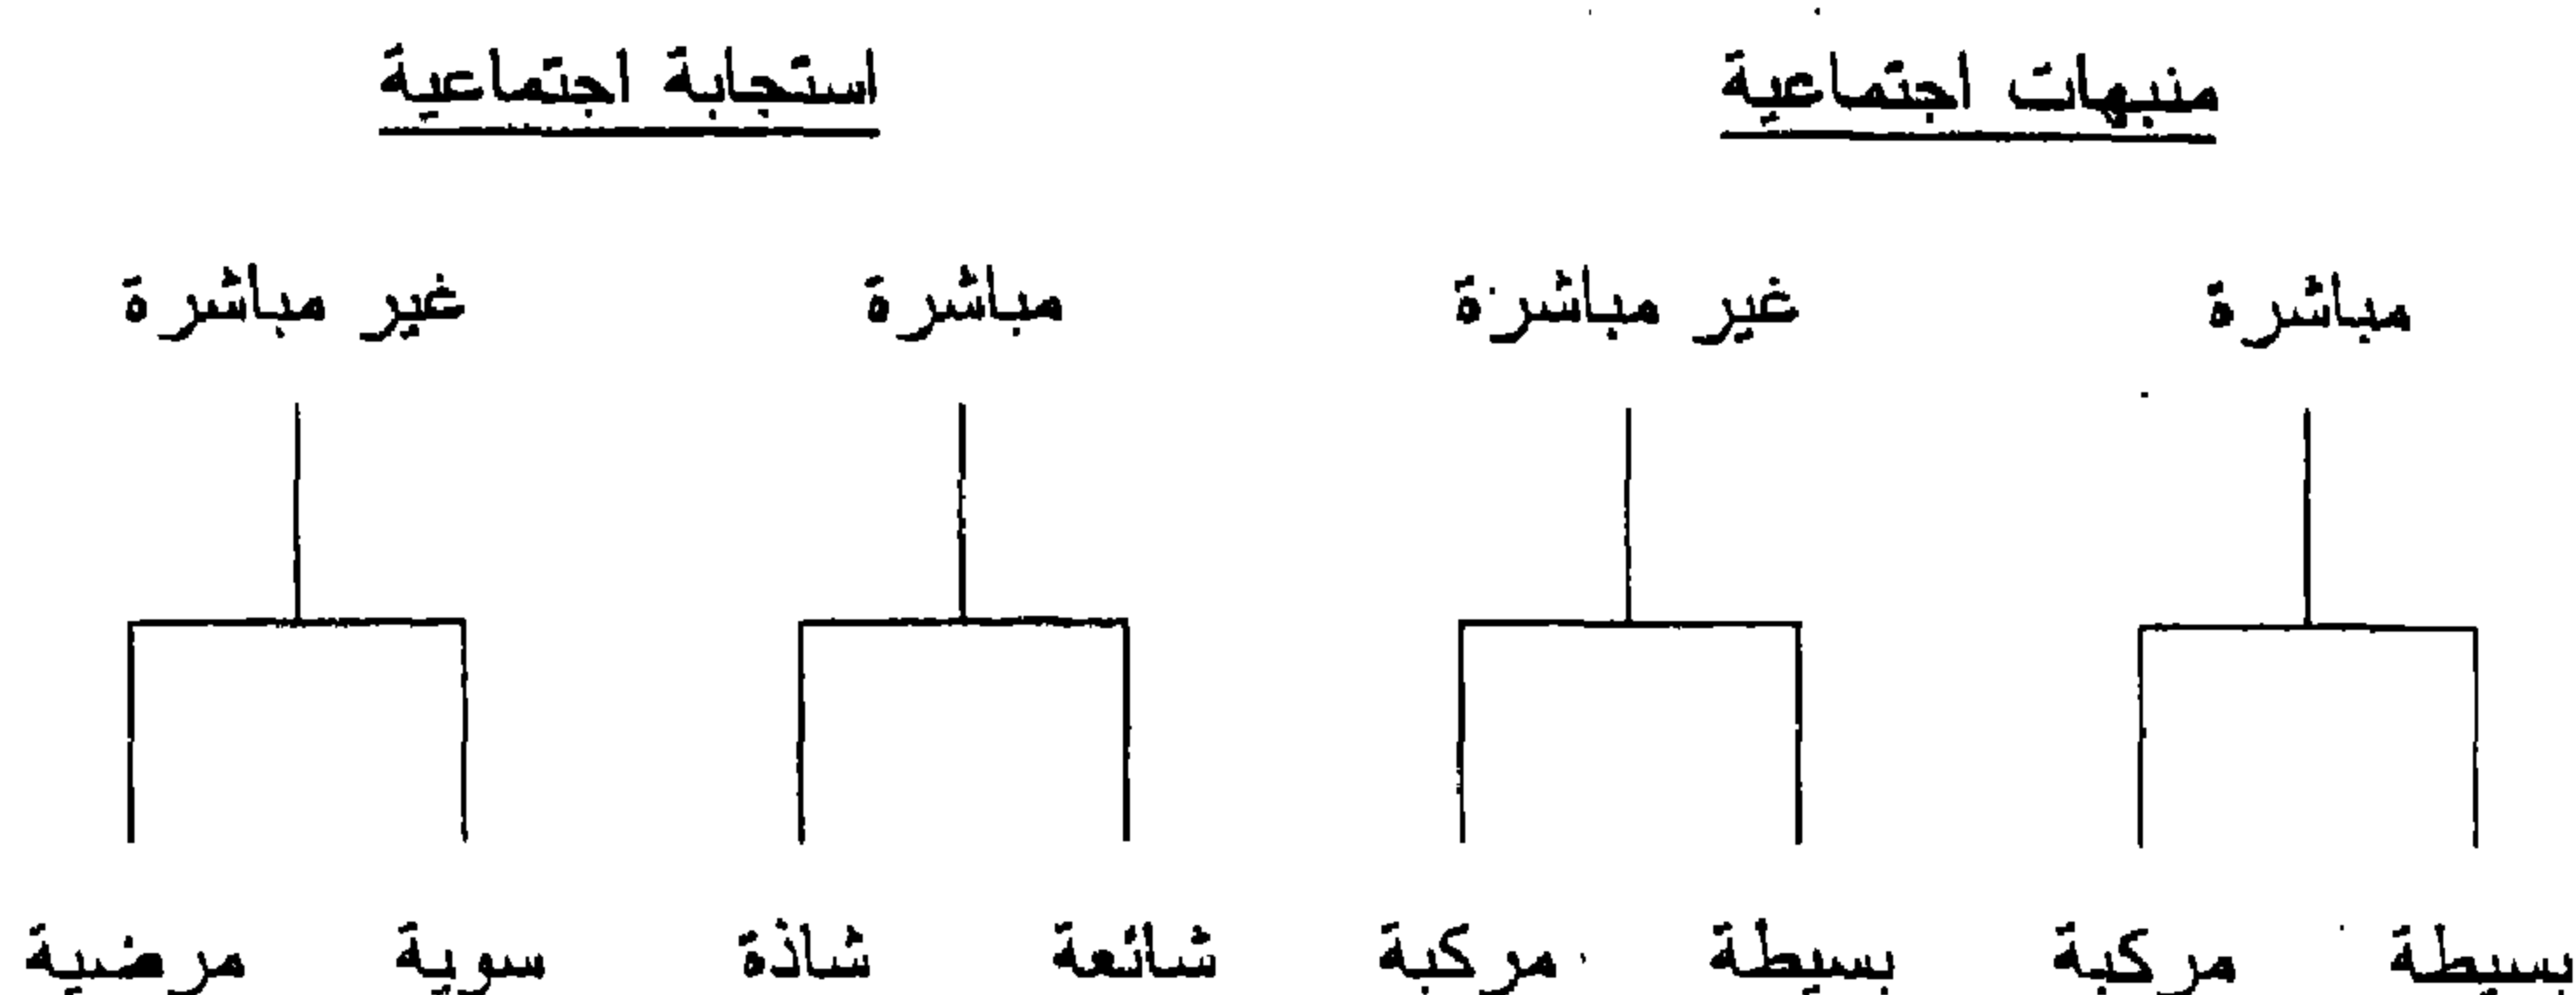 منبهات اجتماعية استجابة اجتماعية
مباشرة غير مباشرة مباشرة غير مباشرة
بسيطة مركبة بسيطة مركبة شائعة شاذة سوية مرضية